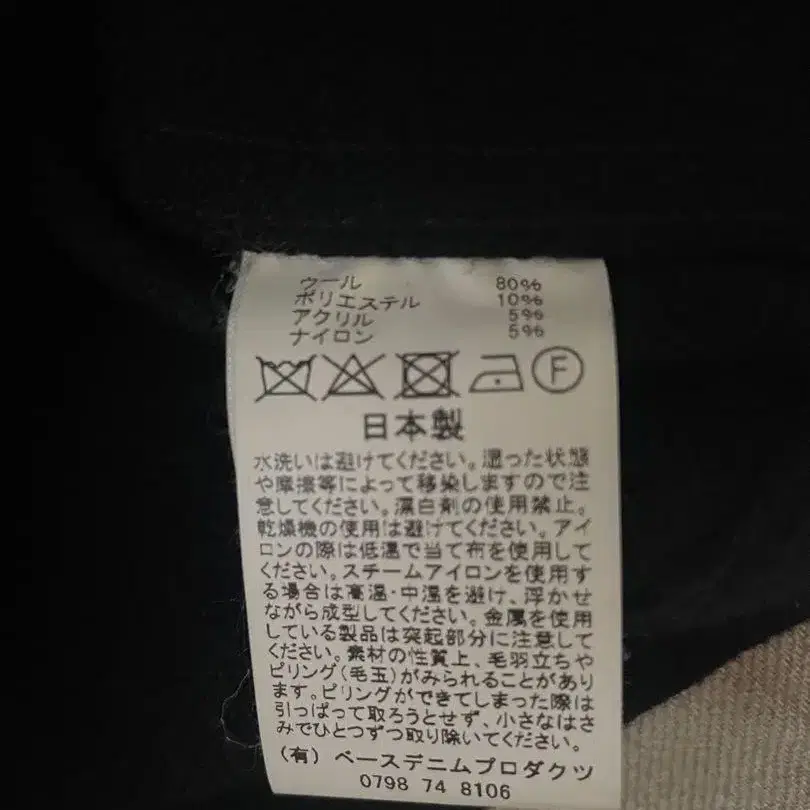 ウール 80%
ポリエステル 10%
アクリル 5%
ナイロン 5%
F
日本製
水洗いは避けてください。湿った状態
や摩擦等によって移染しますので注
意してください。漂白剤の使用禁止。
乾燥機の使用は避けてください。アイ
ロンの際は低温で当て布を使用して
ください。スチームアイロンを使用す
る場合は高温・中温を避け、浮かせ
ながら成型してください。金属を使用
している製品は突起部分に注意して
ください。素材の性質上、毛羽立ちや
ピリング(毛玉)がみられることがあり
ます。ピリングができてしまった際は
引っぱって取ろうとせず、小さなはさ
みでひとつずつ取り除いてください。
(有) ベースデニムプロダクツ
0798 74 8106